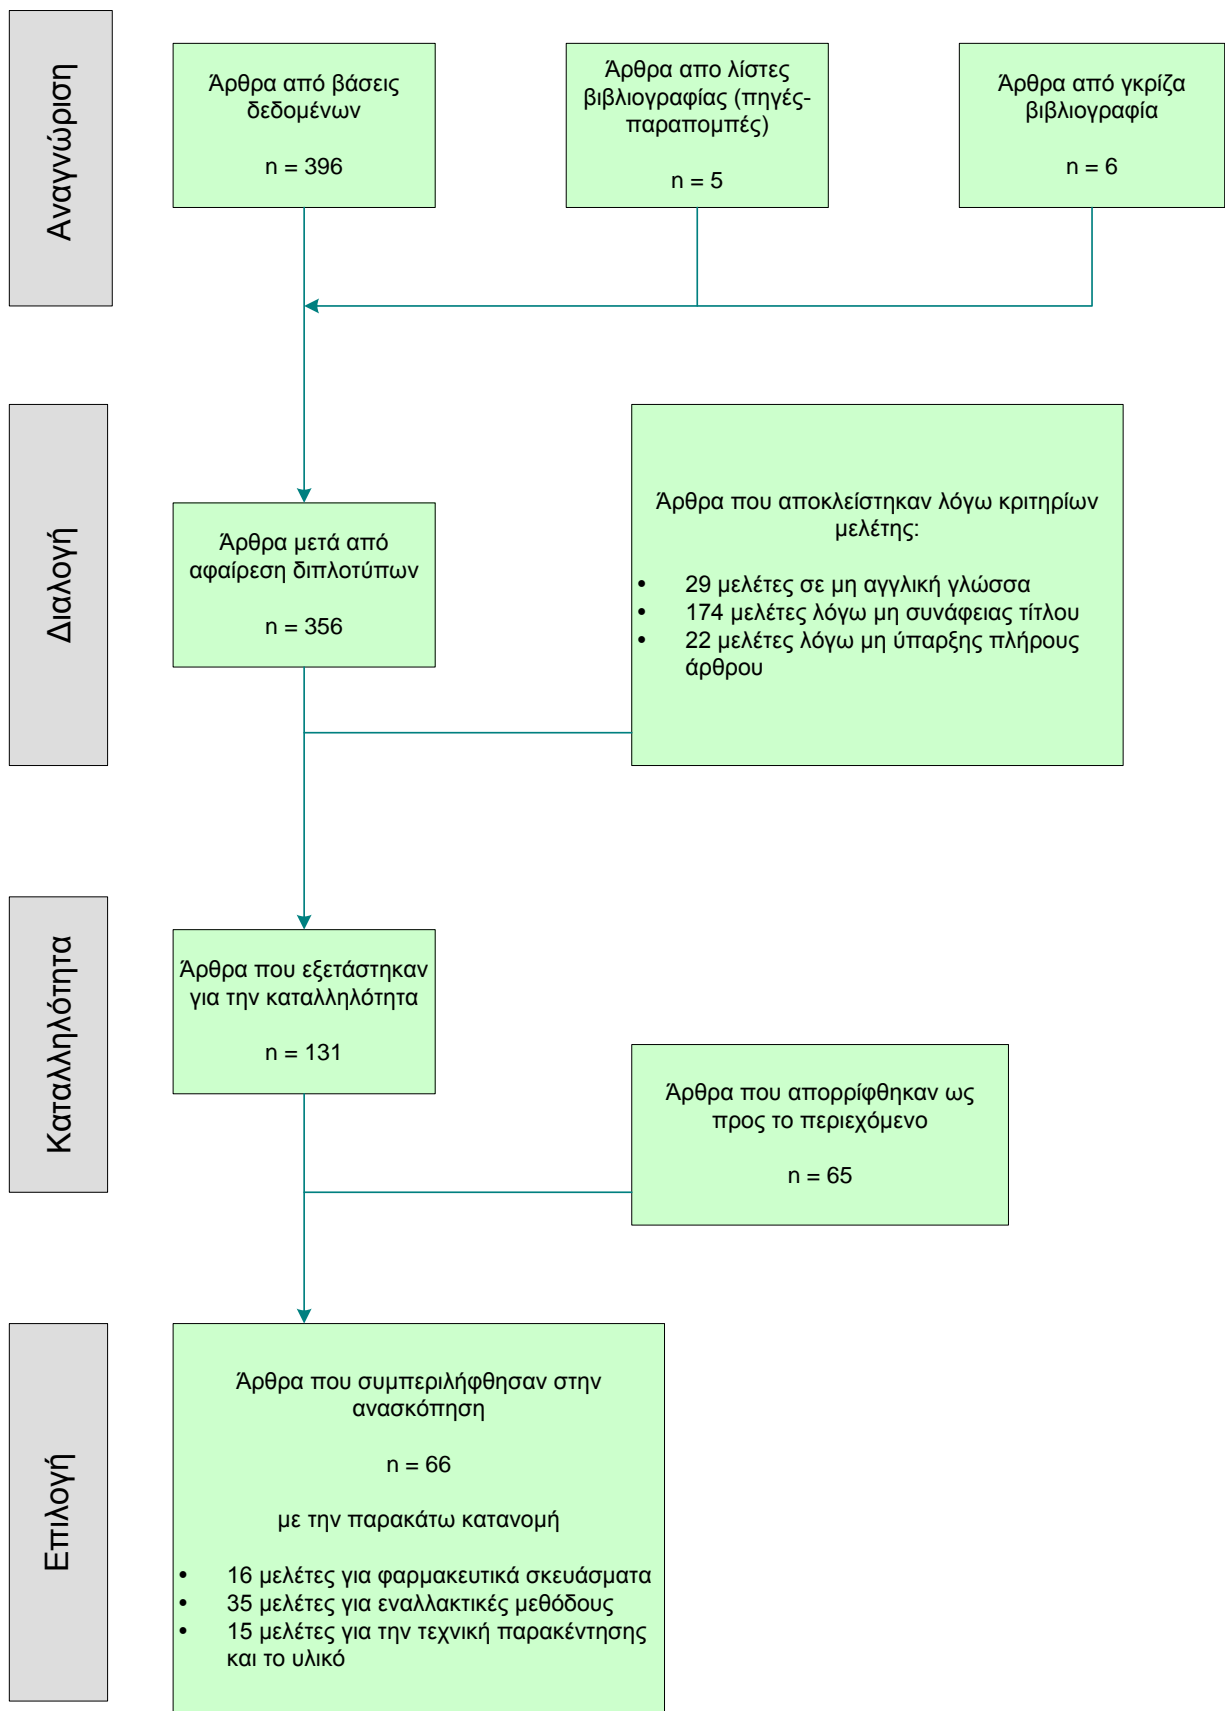 Αναγνώριση
Άρθρα από βάσεις
δεδομένων
n = 396
Άρθρα απο λίστες
βιβλιογραφίας (πηγές-
παραπομπές)
n = 5
Άρθρα από γκρίζα
βιβλιογραφία
n = 6
Διαλογή
Άρθρα μετά από
αφαίρεση διπλοτύπων
n = 356
Άρθρα που αποκλείστηκαν λόγω κριτηρίων
μελέτης:
• 29 μελέτες σε μη αγγλική γλώσσα
• 174 μελέτες λόγω μη συνάφειας τίτλου
• 22 μελέτες λόγω μη ύπαρξης πλήρους
άρθρου
Καταλληλότητα
Άρθρα που εξετάστηκαν
για την καταλληλότητα
n = 131
Άρθρα που απορρίφθηκαν ως
προς το περιεχόμενο
n = 65
Επιλογή
Άρθρα που συμπεριλήφθησαν στην
ανασκόπηση
n = 66
με την παρακάτω κατανομή
• 16 μελέτες για φαρμακευτικά σκευάσματα
• 35 μελέτες για εναλλακτικές μεθόδους
• 15 μελέτες για την τεχνική παρακέντησης
και το υλικό